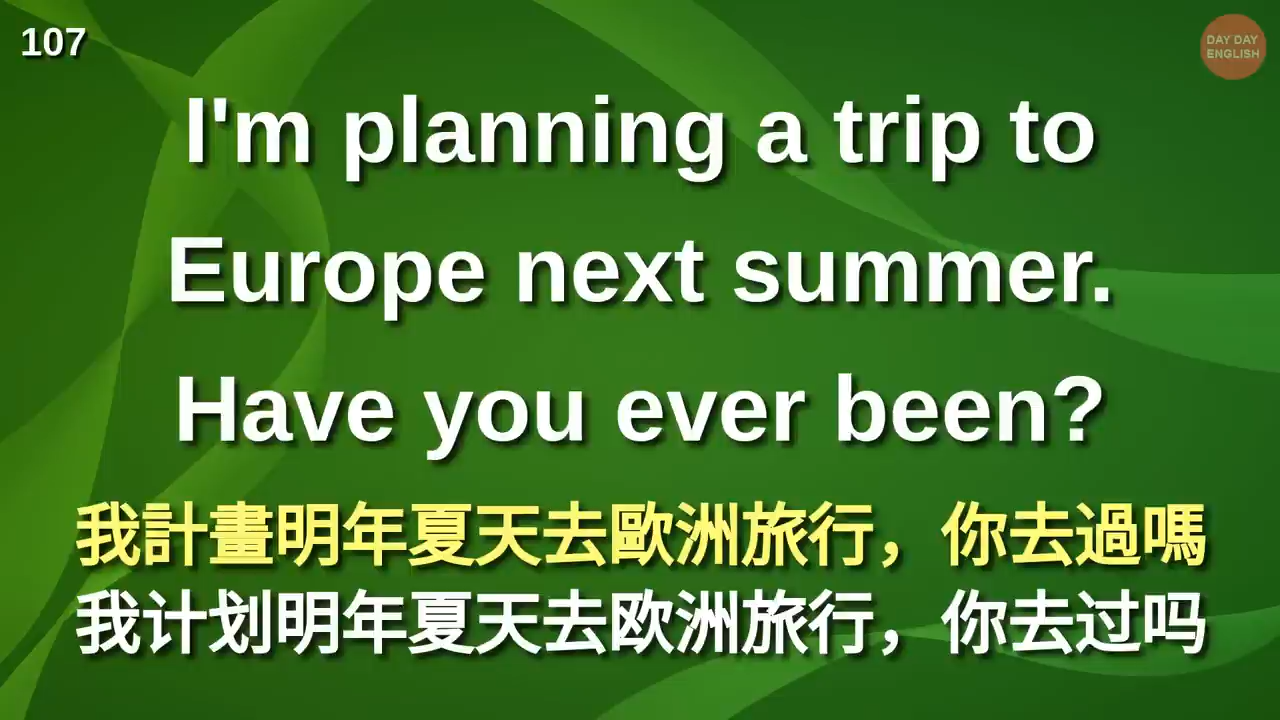 107
DAY DAY
ENGLISH
I'm planning a trip to
Europe next summer.
Have you ever been?
我計畫明年夏天去歐洲旅行，你去過嗎
我计划明年夏天去欧洲旅行，你去过吗